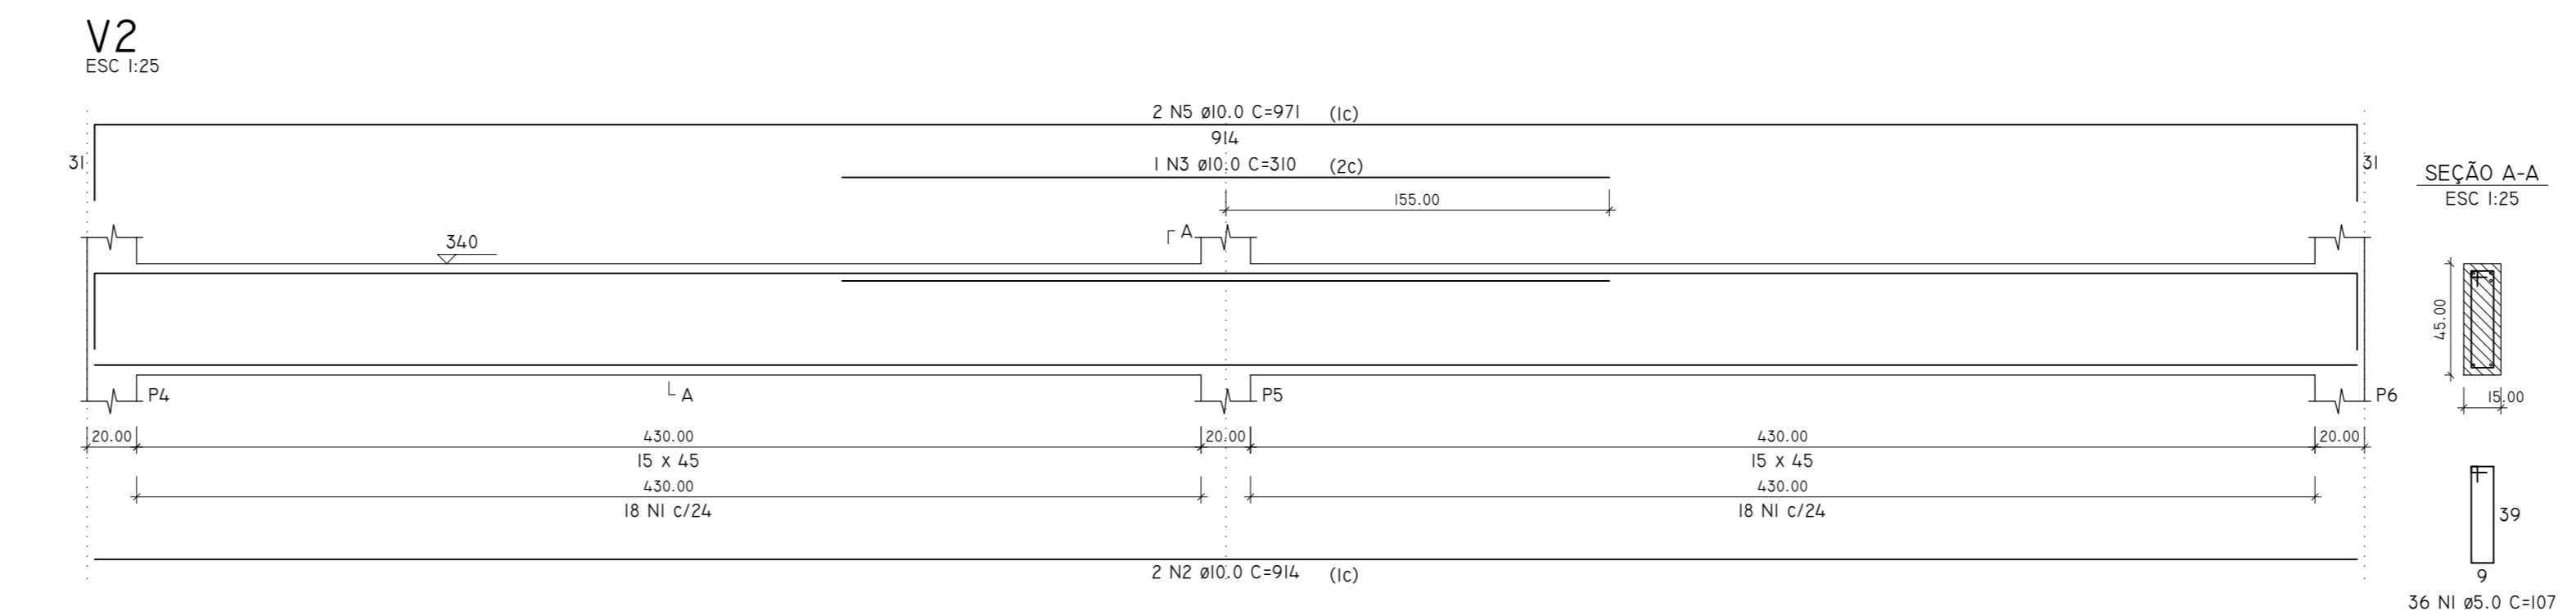 V2
ESC 1:25
2 N5 ø10.0 C=971 (1c)
914
1 N3 ø10.0 C=310 (2c)
31
31
155.00
SEÇÃO A-A
ESC 1:25
A
340
45.00
15.00
P4
A
P5
P6
20.00
430.00
20.00
430.00
20.00
15 x 45
15 x 45
430.00
430.00
18 N1 c/24
18 N1 c/24
39
9
2 N2 ø10.0 C=914 (1c)
36 N1 ø5.0 C=107